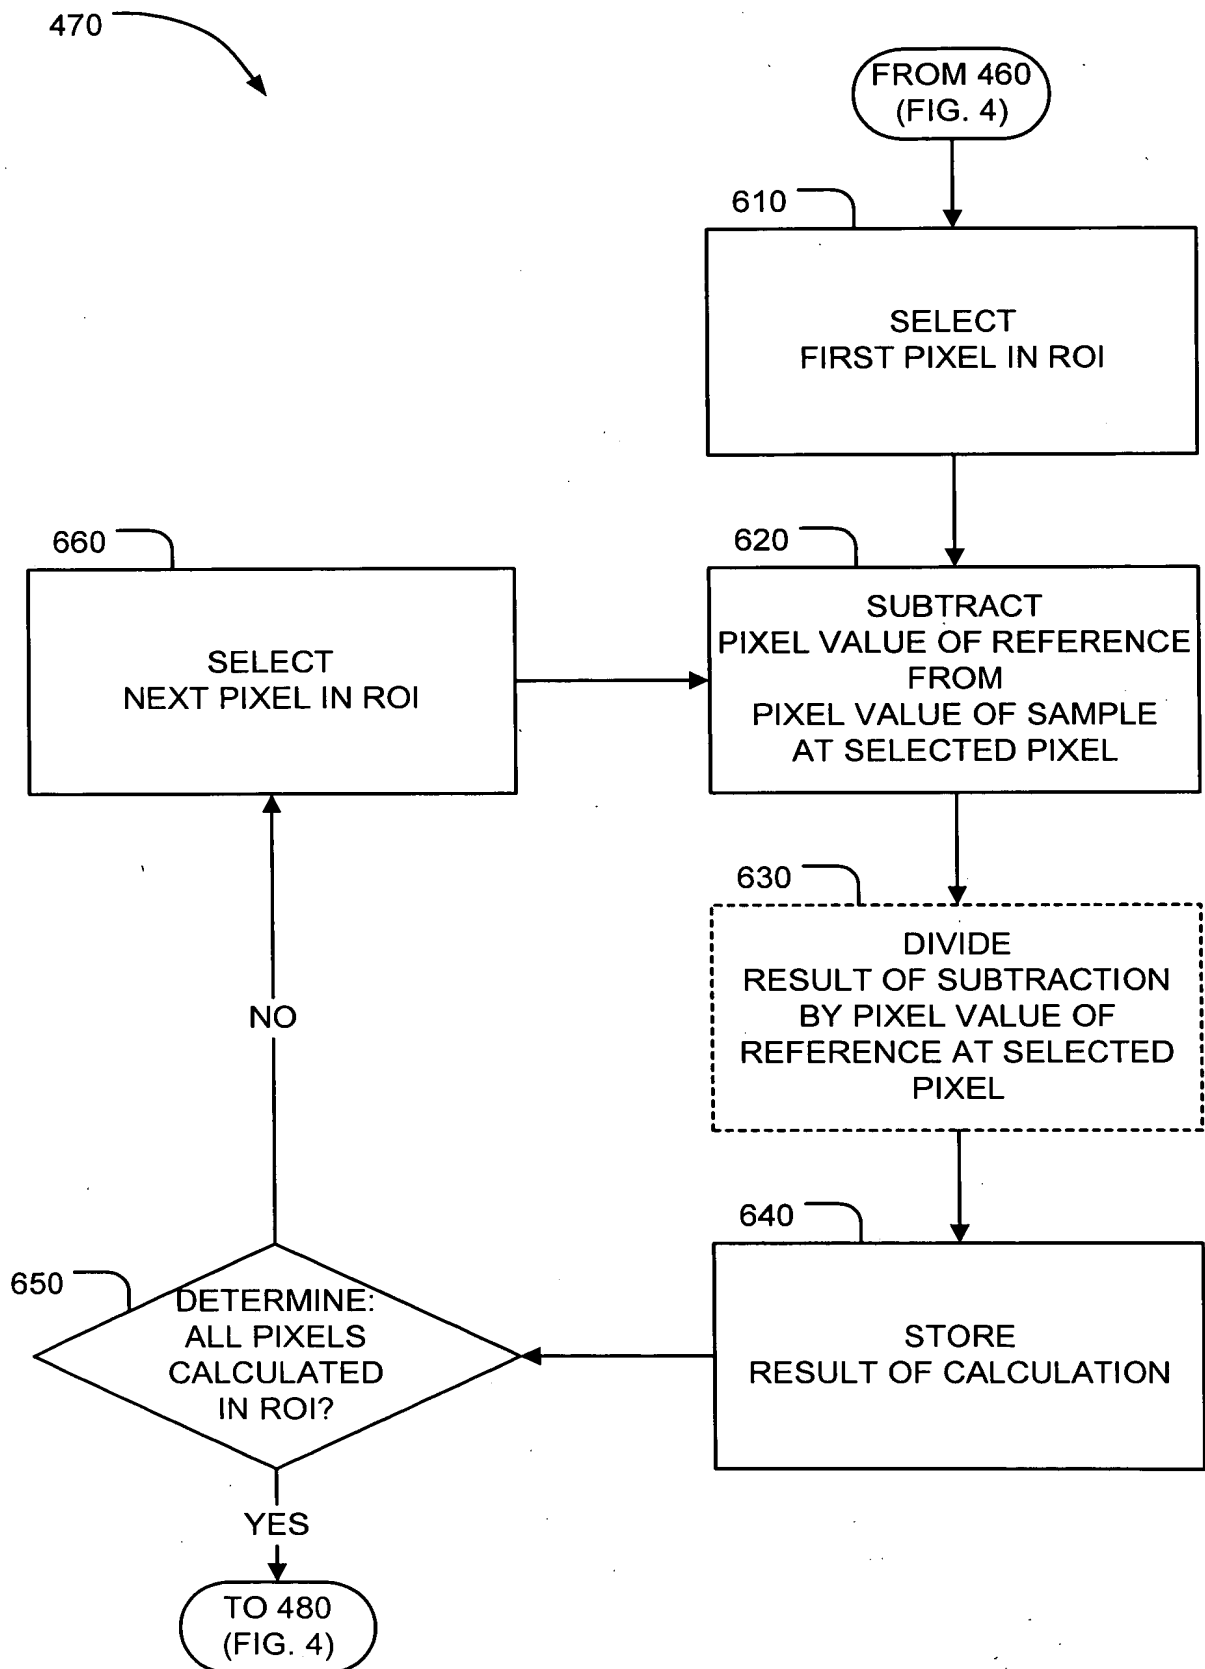 470
FROM 460
(FIG. 4)
610
SELECT
FIRST PIXEL IN ROI
660
SELECT
NEXT PIXEL IN ROI
620
SUBTRACT
PIXEL VALUE OF REFERENCE
FROM
PIXEL VALUE OF SAMPLE
AT SELECTED PIXEL
630
DIVIDE
RESULT OF SUBTRACTION
BY PIXEL VALUE OF
REFERENCE AT SELECTED
PIXEL
NO
640
STORE
RESULT OF CALCULATION
650
DETERMINE:
ALL PIXELS
CALCULATED
IN ROI?
YES
TO 480
(FIG. 4)